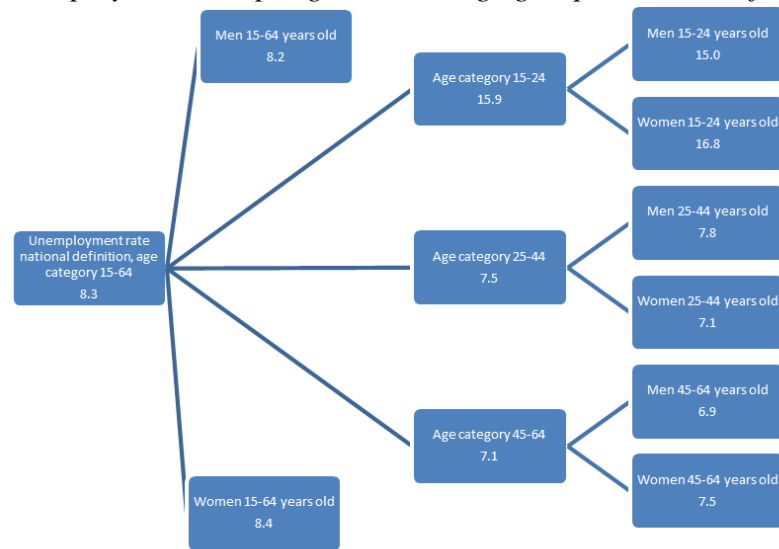 Men 15-64 years old
8.2
Age category 15-24
15.9
Men 15-24 years old
15.0
Women 15-24 years old
16.8
Unemployment rate
national definition, age
category 15-64
8.3
Age category 25-44
7.5
Men 25-44 years old
7.8
Women 25-44 years old
7.1
Age category 45-64
7.1
Men 45-64 years old
6.9
Women 45-64 years old
7.5
Women 15-64 years old
8.4